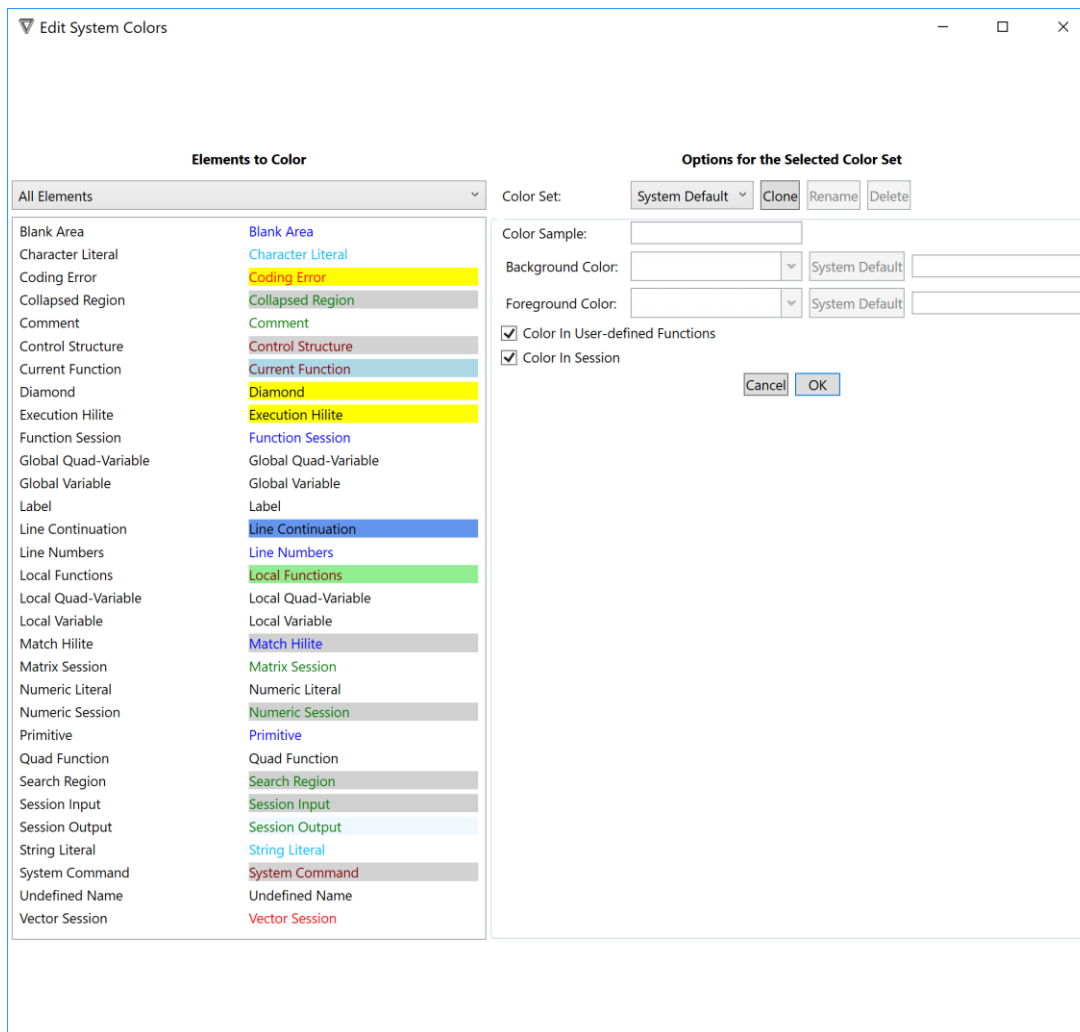 Edit System Colors
Elements to Color
Options for the Selected Color Set
All Elements
Color Set: System Default Clone Rename Delete
Blank Area Blank Area
Character Literal Character Literal
Coding Error Coding Error
Collapsed Region Collapsed Region
Comment Comment
Control Structure Control Structure
Current Function Current Function
Diamond Diamond
Execution Hilite Execution Hilite
Function Session Function Session
Global Quad-Variable Global Quad-Variable
Global Variable Global Variable
Label Label
Line Continuation Line Continuation
Line Numbers Line Numbers
Local Functions Local Functions
Local Quad-Variable Local Quad-Variable
Local Variable Local Variable
Match Hilite Match Hilite
Matrix Session Matrix Session
Numeric Literal Numeric Literal
Numeric Session Numeric Session
Primitive Primitive
Quad Function Quad Function
Search Region Search Region
Session Input Session Input
Session Output Session Output
String Literal String Literal
System Command System Command
Undefined Name Undefined Name
Vector Session Vector Session
Color Sample:
Background Color: System Default
Foreground Color: System Default
Color In User-defined Functions
Color In Session
Cancel OK